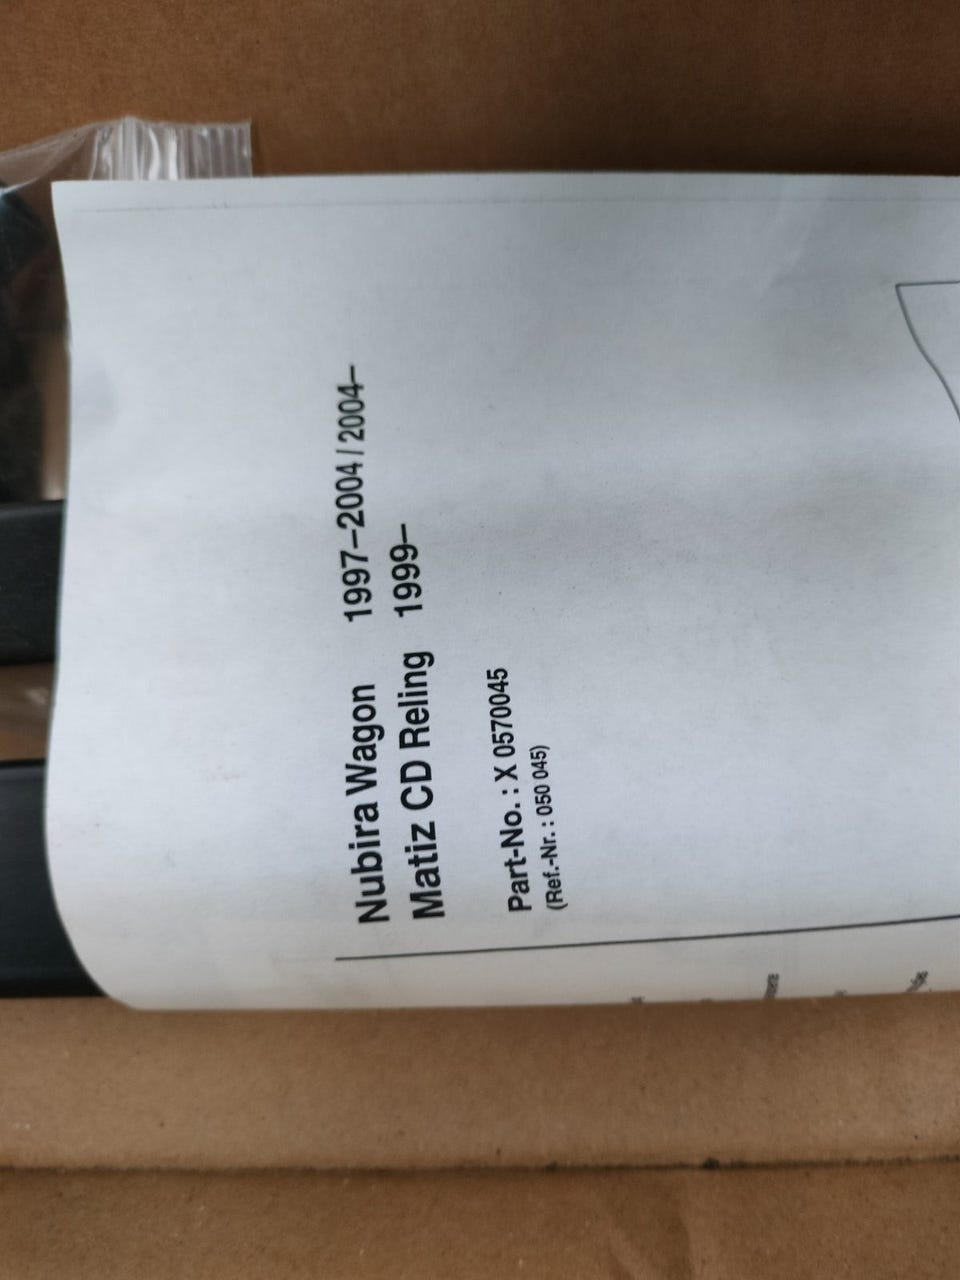 Nubira Wagon 1997–2004 / 2004–
Matiz CD Reling 1999–
Part-No. : X 0570045
(Ref.-Nr. : 050 045)